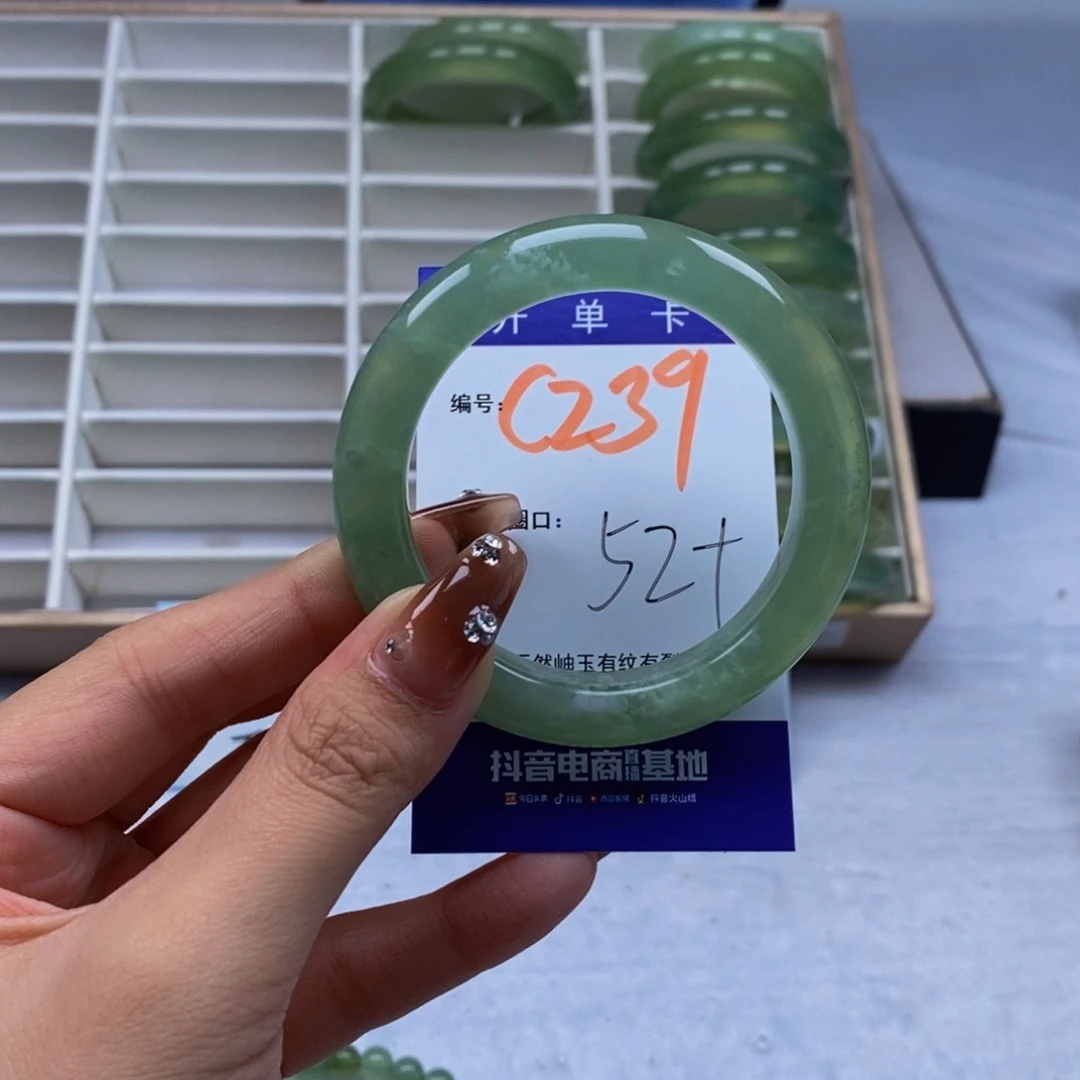 开单卡
编号：C239
圈口： 52+
天然岫玉有纹有裂
抖音电商直播基地
今日头条 抖音 西瓜视频 抖音火山版